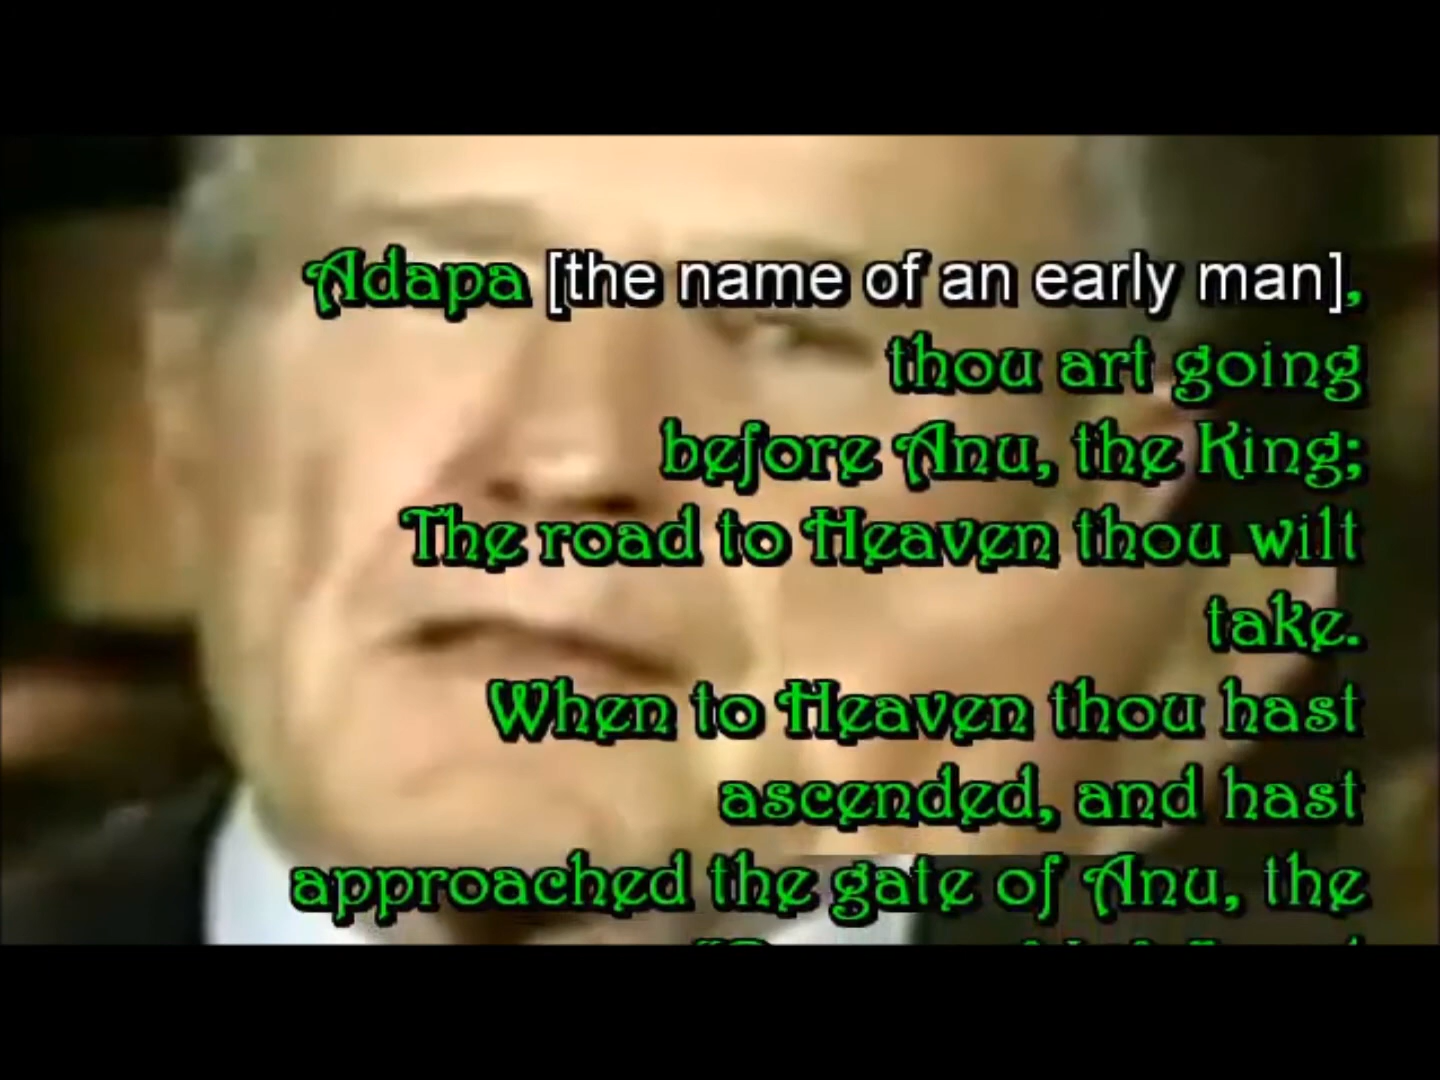 Adapa [the name of an early man],
thou art going
before Anu, the King;
The road to Heaven thou wilt
take.
When to Heaven thou hast
ascended, and hast
approached the gate of Anu, the